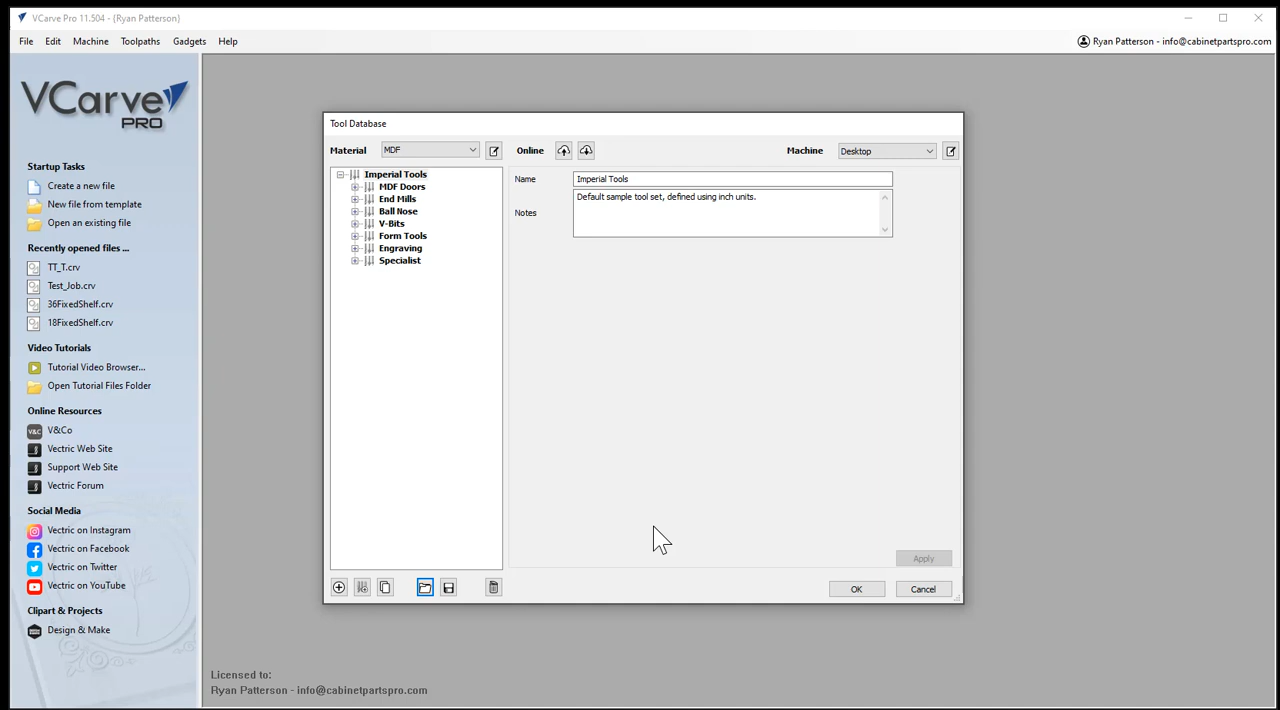 VCarve Pro 11.504 - {Ryan Patterson}
File Edit Machine Toolpaths Gadgets Help
Ryan Patterson - info@cabinetpartspro.com
VCarve
PRO
Startup Tasks
Create a new file
New file from template
Open an existing file
Recently opened files ...
TT_T.crv
Test_Job.crv
36FixedShelf.crv
18FixedShelf.crv
Video Tutorials
Tutorial Video Browser...
Open Tutorial Files Folder
Online Resources
V&C
V&Co
Vectric Web Site
Support Web Site
Vectric Forum
Social Media
Vectric on Instagram
Vectric on Facebook
Vectric on Twitter
Vectric on YouTube
Clipart & Projects
Design & Make
Tool Database
Material MDF Online Machine Desktop
Imperial Tools
MDF Doors
End Mills
Ball Nose
V-Bits
Form Tools
Engraving
Specialist
Name Imperial Tools
Notes Default sample tool set, defined using inch units.
Apply
OK Cancel
Licensed to:
Ryan Patterson - info@cabinetpartspro.com